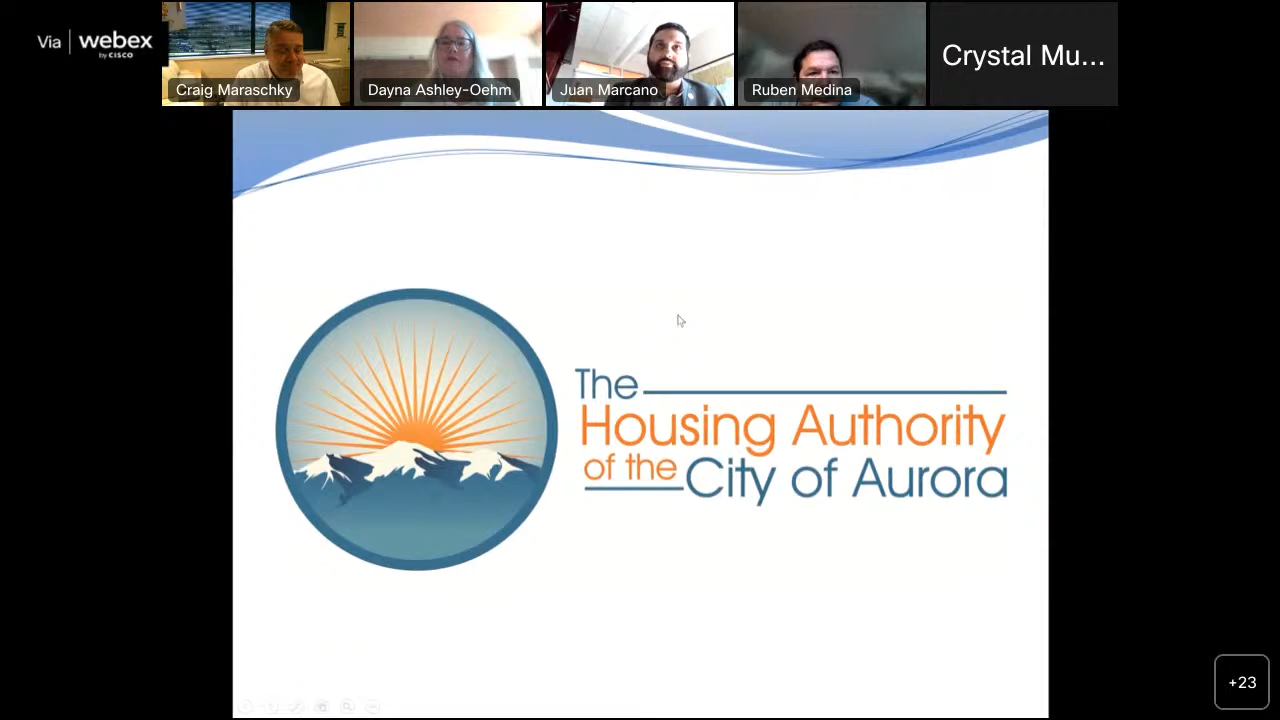 Via webex
by CISCO
Craig Maraschky
Dayna Ashley-Oehm
Juan Marcano
Ruben Medina
Crystal Mu...
The
Housing Authority
of the City of Aurora
+23